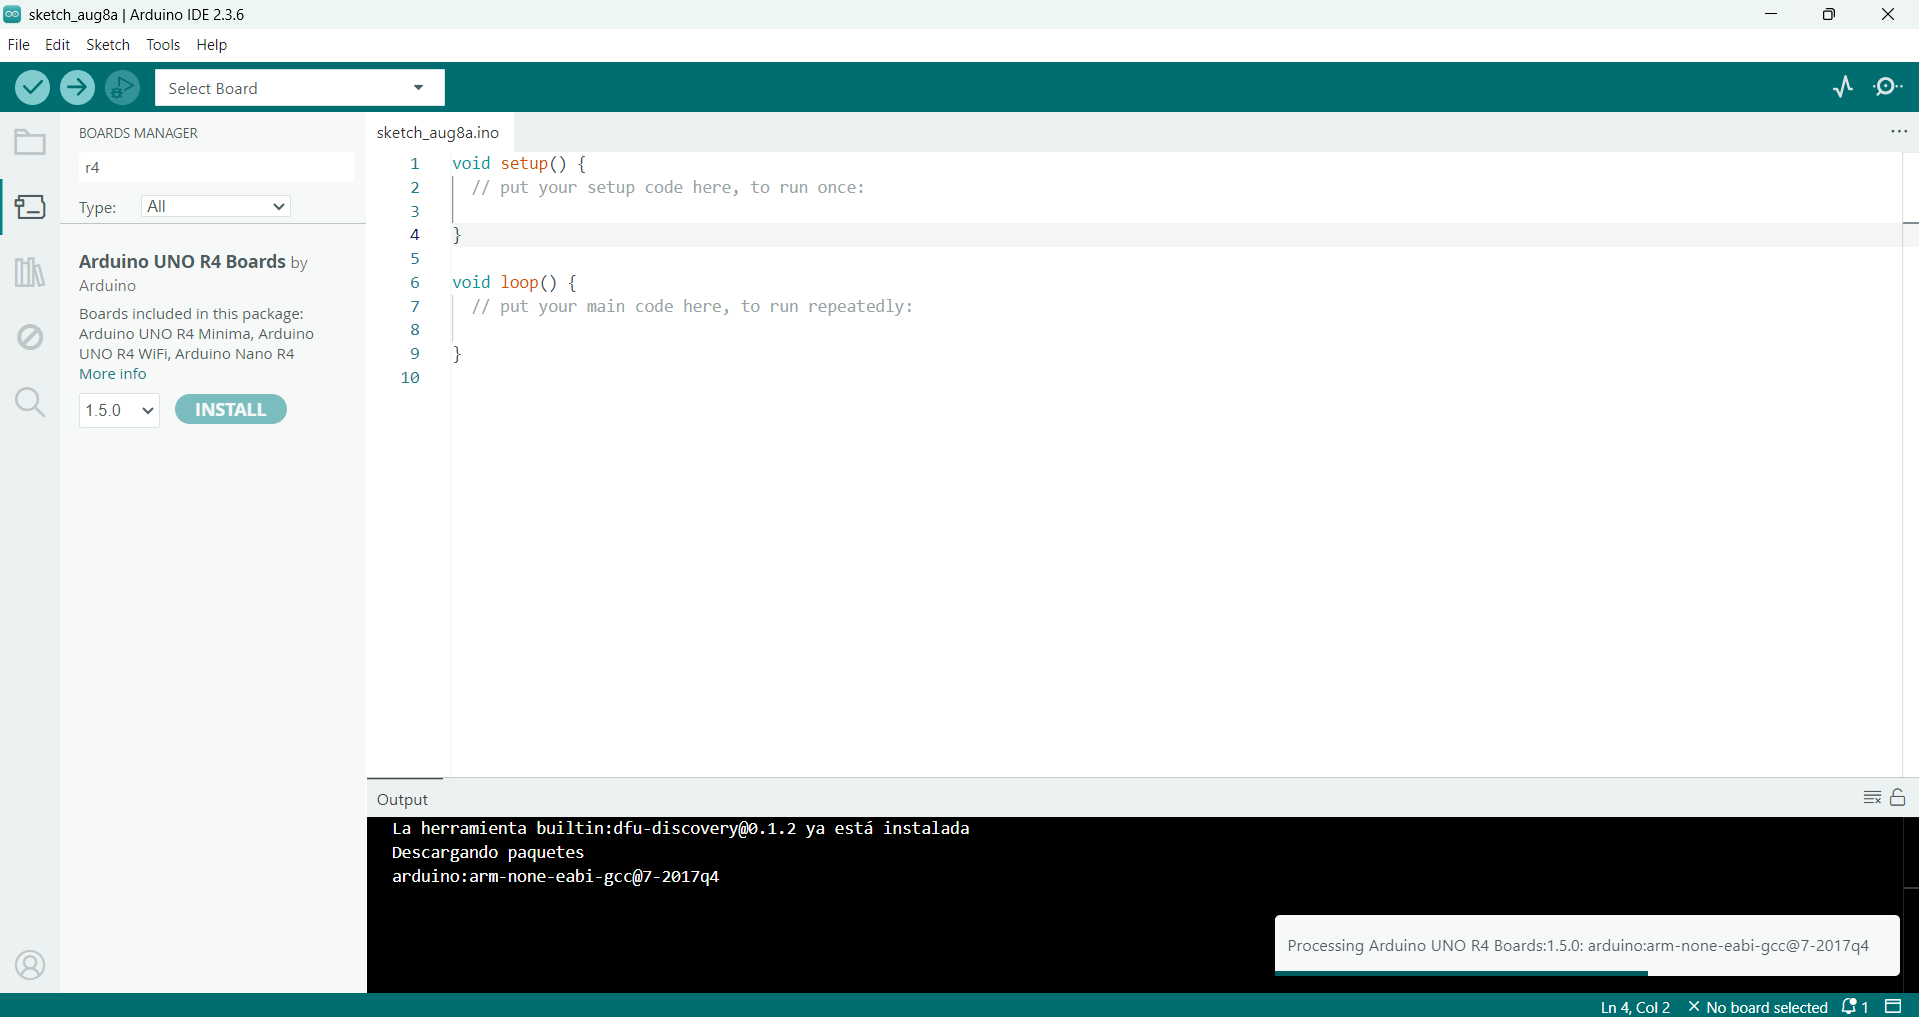 sketch_aug8a | Arduino IDE 2.3.6
File Edit Sketch Tools Help
Select Board
BOARDS MANAGER
r4
Type: All
Arduino UNO R4 Boards by
Arduino
Boards included in this package:
Arduino UNO R4 Minima, Arduino
UNO R4 WiFi, Arduino Nano R4
More info
1.5.0 INSTALL
sketch_aug8a.ino
1 void setup() {
2 // put your setup code here, to run once:
3
4 }
5
6 void loop() {
7 // put your main code here, to run repeatedly:
8
9 }
10
Output
La herramienta builtin:dfu-discovery@0.1.2 ya está instalada
Descargando paquetes
arduino:arm-none-eabi-gcc@7-2017q4
Processing Arduino UNO R4 Boards:1.5.0: arduino:arm-none-eabi-gcc@7-2017q4
Ln 4, Col 2 No board selected 1